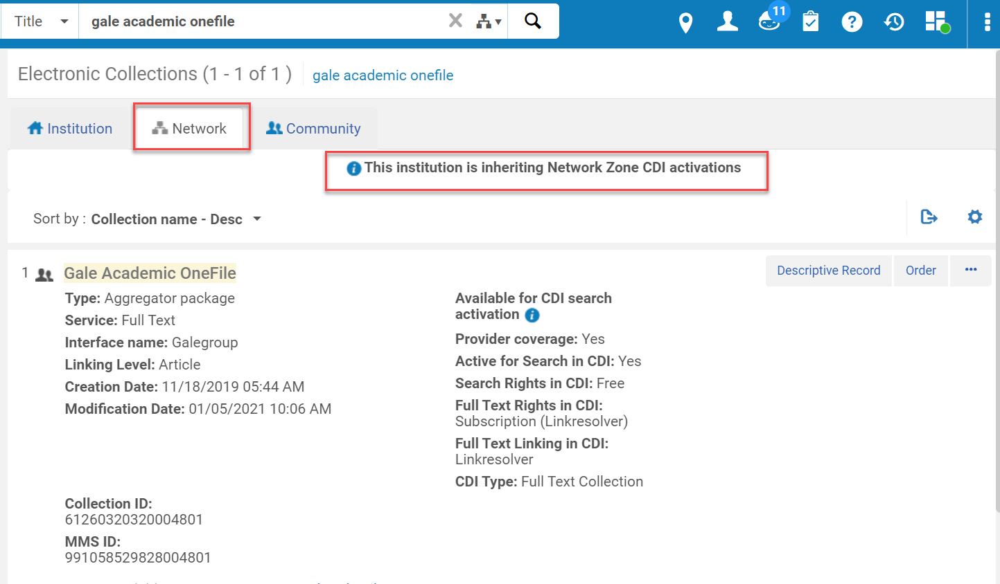 Title gale academic onefile
11
Electronic Collections (1 - 1 of 1 ) gale academic onefile
Institution Network Community
This institution is inheriting Network Zone CDI activations
Sort by : Collection name - Desc
1 Gale Academic OneFile
Descriptive Record Order
Type: Aggregator package
Service: Full Text
Interface name: Galegroup
Linking Level: Article
Creation Date: 11/18/2019 05:44 AM
Modification Date: 01/05/2021 10:06 AM
Available for CDI search
activation
Provider coverage: Yes
Active for Search in CDI: Yes
Search Rights in CDI: Free
Full Text Rights in CDI:
Subscription (Linkresolver)
Full Text Linking in CDI:
Linkresolver
CDI Type: Full Text Collection
Collection ID:
61260320320004801
MMS ID:
991058529828004801